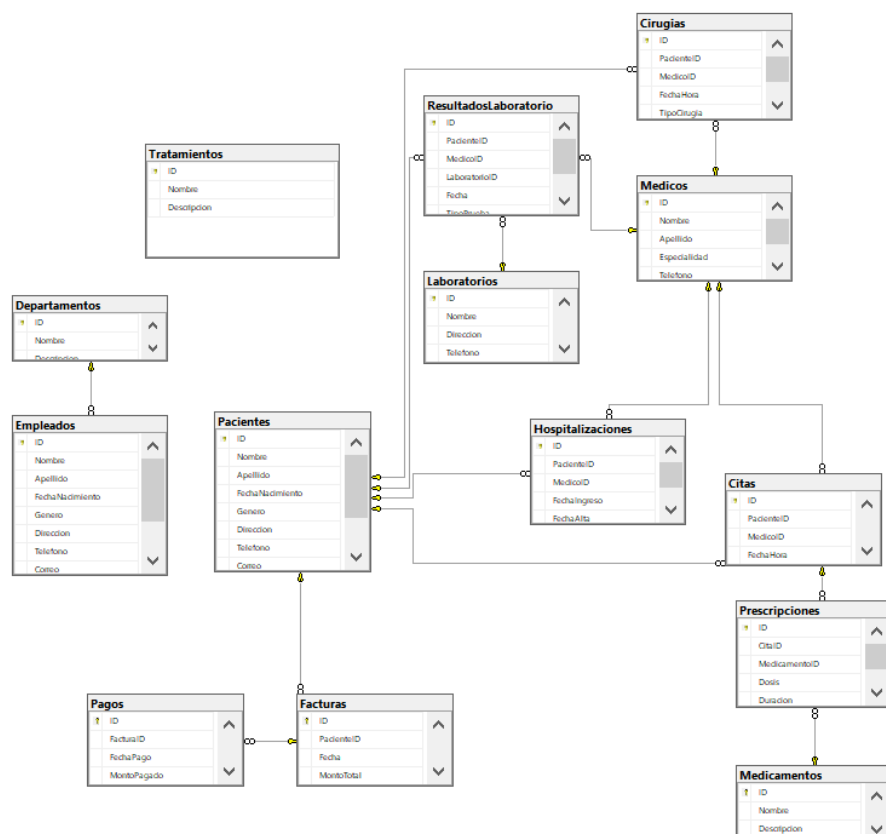 Cirugias
ID
PacienteID
MedicoID
FechaHora
TipoCirugia
ResultadosLaboratorio
ID
PacienteID
MedicoID
LaboratorioID
Fecha
TipoPrueba
Tratamientos
ID
Nombre
Descripcion
Medicos
ID
Nombre
Apellido
Especialidad
Telefono
Laboratorios
ID
Nombre
Direccion
Telefono
Departamentos
ID
Nombre
Descripcion
Empleados
ID
Nombre
Apellido
FechaNacimiento
Genero
Direccion
Telefono
Correo
Pacientes
ID
Nombre
Apellido
FechaNacimiento
Genero
Direccion
Telefono
Correo
Hospitalizaciones
ID
PacienteID
MedicoID
FechaIngreso
FechaAlta
Citas
ID
PacienteID
MedicoID
FechaHora
Prescripciones
ID
CitaID
MedicamentoID
Dosis
Duracion
Pagos
ID
FacturaID
FechaPago
MontoPagado
Facturas
ID
PacienteID
Fecha
MontoTotal
Medicamentos
ID
Nombre
Descripcion